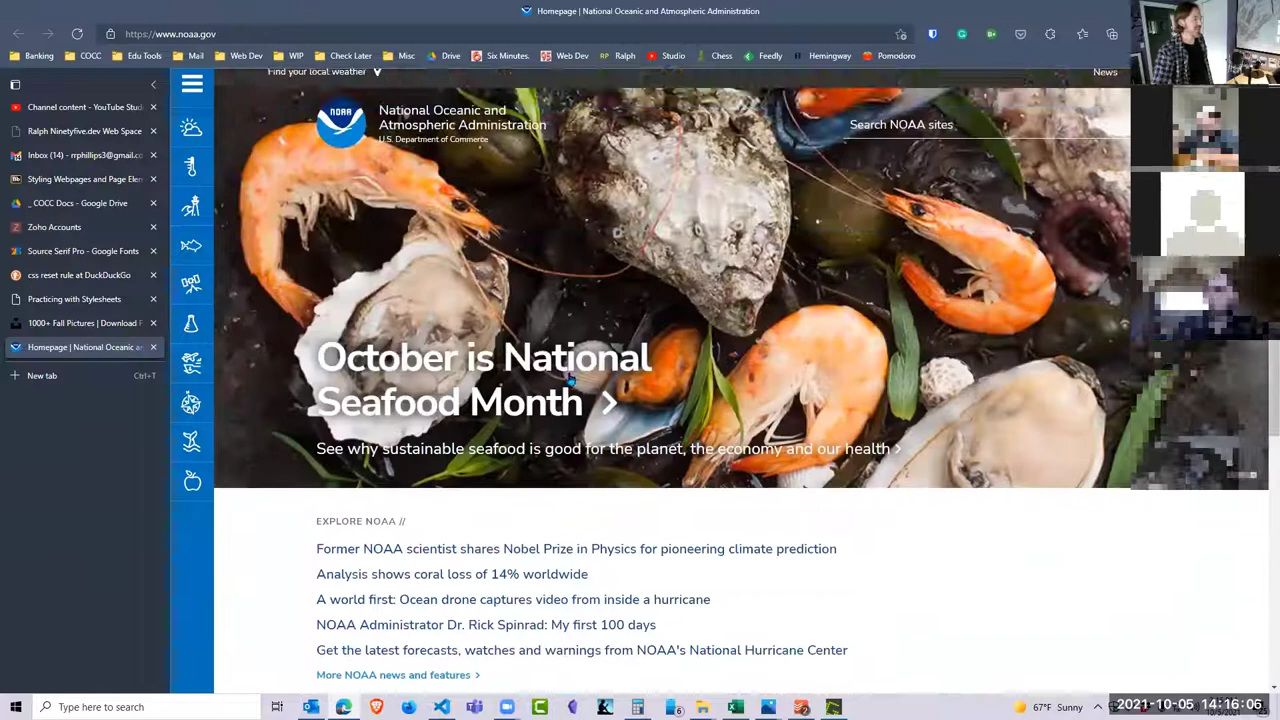 Homepage | National Oceanic and Atmospheric Administration
https://www.noaa.gov
Banking
COCC
Edu Tools
Mail
Web Dev
WIP
Check Later
Misc
Drive
Six Minutes.
Web Dev
RP Ralph
Studio
Chess
Feedly
Hemingway
Pomodoro
Channel content - YouTube Stud
Ralph Ninetyfive.dev Web Space
Inbox (14) - rrphillips3@gmail.cc
Styling Webpages and Page Elem
_ COCC Docs - Google Drive
Zoho Accounts
Source Serif Pro - Google Fonts
css reset rule at DuckDuckGo
Practicing with Stylesheets
1000+ Fall Pictures | Download F
Homepage | National Oceanic an
New tab Ctrl+T
Find your local weather
News
NOAA
National Oceanic and
Atmospheric Administration
U.S. Department of Commerce
Search NOAA sites
October is National
Seafood Month
See why sustainable seafood is good for the planet, the economy and our health
EXPLORE NOAA //
Former NOAA scientist shares Nobel Prize in Physics for pioneering climate prediction
Analysis shows coral loss of 14% worldwide
A world first: Ocean drone captures video from inside a hurricane
NOAA Administrator Dr. Rick Spinrad: My first 100 days
Get the latest forecasts, watches and warnings from NOAA's National Hurricane Center
More NOAA news and features
Type here to search
6
67°F Sunny
2021-10-05 14:16:06